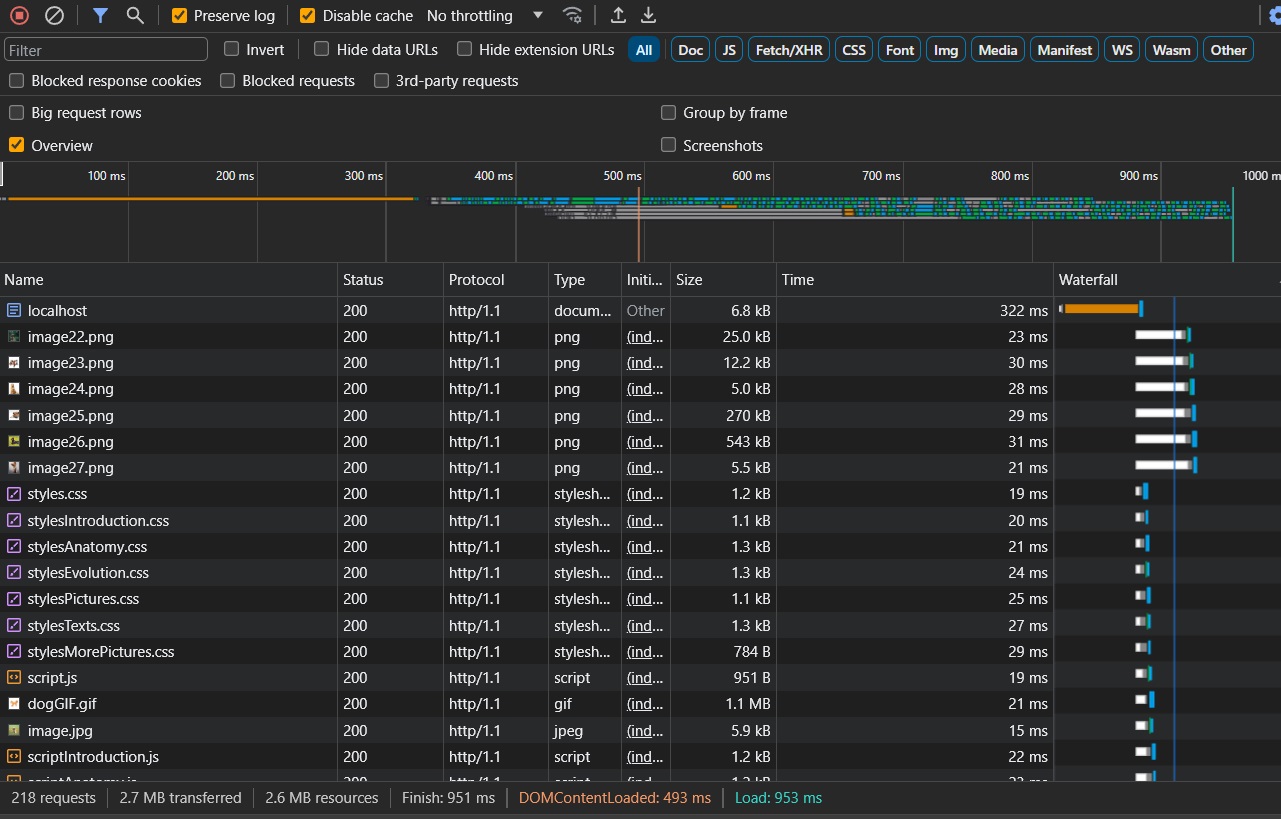 Preserve log Disable cache No throttling
Filter Invert Hide data URLs Hide extension URLs All Doc JS Fetch/XHR CSS Font Img Media Manifest WS Wasm Other
Blocked response cookies Blocked requests 3rd-party requests
Big request rows Group by frame
Overview Screenshots
100 ms 200 ms 300 ms 400 ms 500 ms 600 ms 700 ms 800 ms 900 ms 1000 m
Name Status Protocol Type Initi... Size Time Waterfall
localhost 200 http/1.1 docum... Other 6.8 kB 322 ms
image22.png 200 http/1.1 png (ind... 25.0 kB 23 ms
image23.png 200 http/1.1 png (ind... 12.2 kB 30 ms
image24.png 200 http/1.1 png (ind... 5.0 kB 28 ms
image25.png 200 http/1.1 png (ind... 270 kB 29 ms
image26.png 200 http/1.1 png (ind... 543 kB 31 ms
image27.png 200 http/1.1 png (ind... 5.5 kB 21 ms
styles.css 200 http/1.1 stylesh... (ind... 1.2 kB 19 ms
stylesIntroduction.css 200 http/1.1 stylesh... (ind... 1.1 kB 20 ms
stylesAnatomy.css 200 http/1.1 stylesh... (ind... 1.3 kB 21 ms
stylesEvolution.css 200 http/1.1 stylesh... (ind... 1.3 kB 24 ms
stylesPictures.css 200 http/1.1 stylesh... (ind... 1.1 kB 25 ms
stylesTexts.css 200 http/1.1 stylesh... (ind... 1.3 kB 27 ms
stylesMorePictures.css 200 http/1.1 stylesh... (ind... 784 B 29 ms
script.js 200 http/1.1 script (ind... 951 B 19 ms
dogGIF.gif 200 http/1.1 gif (ind... 1.1 MB 21 ms
image.jpg 200 http/1.1 jpeg (ind... 5.9 kB 15 ms
scriptIntroduction.js 200 http/1.1 script (ind... 1.2 kB 22 ms
218 requests 2.7 MB transferred 2.6 MB resources Finish: 951 ms DOMContentLoaded: 493 ms Load: 953 ms